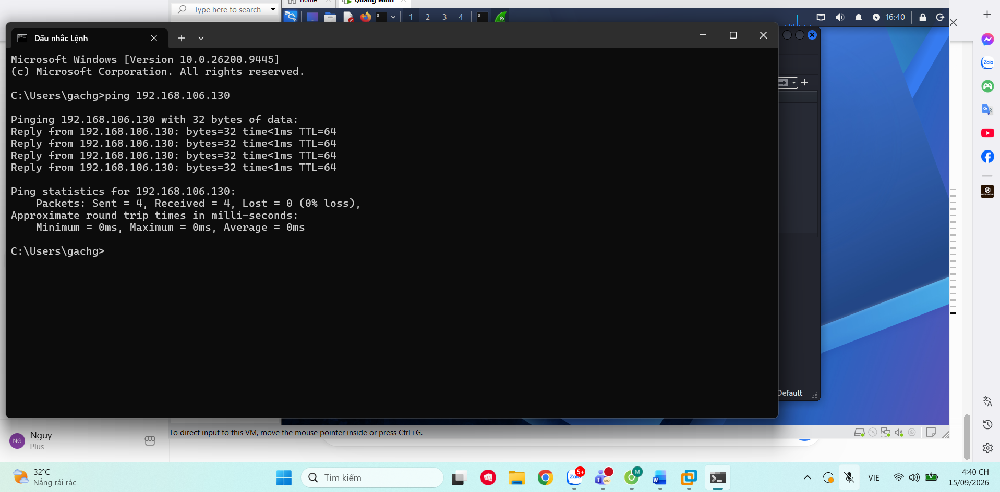 Home
Quang Minh
Type here to search
1
2
3
4
16:40
Dấu nhắc Lệnh
Microsoft Windows [Version 10.0.26200.9445]
(c) Microsoft Corporation. All rights reserved.
C:\Users\gachg>ping 192.168.106.130
Pinging 192.168.106.130 with 32 bytes of data:
Reply from 192.168.106.130: bytes=32 time<1ms TTL=64
Reply from 192.168.106.130: bytes=32 time<1ms TTL=64
Reply from 192.168.106.130: bytes=32 time<1ms TTL=64
Reply from 192.168.106.130: bytes=32 time<1ms TTL=64
Ping statistics for 192.168.106.130:
Packets: Sent = 4, Received = 4, Lost = 0 (0% loss),
Approximate round trip times in milli-seconds:
Minimum = 0ms, Maximum = 0ms, Average = 0ms
C:\Users\gachg>
Zalo
Default
To direct input to this VM, move the mouse pointer inside or press Ctrl+G.
NG
Nguy
Plus
32°C
Nắng rải rác
Tìm kiếm
Zalo
5+
T
MQ
M
W
VIE
4:40 CH
15/09/2026